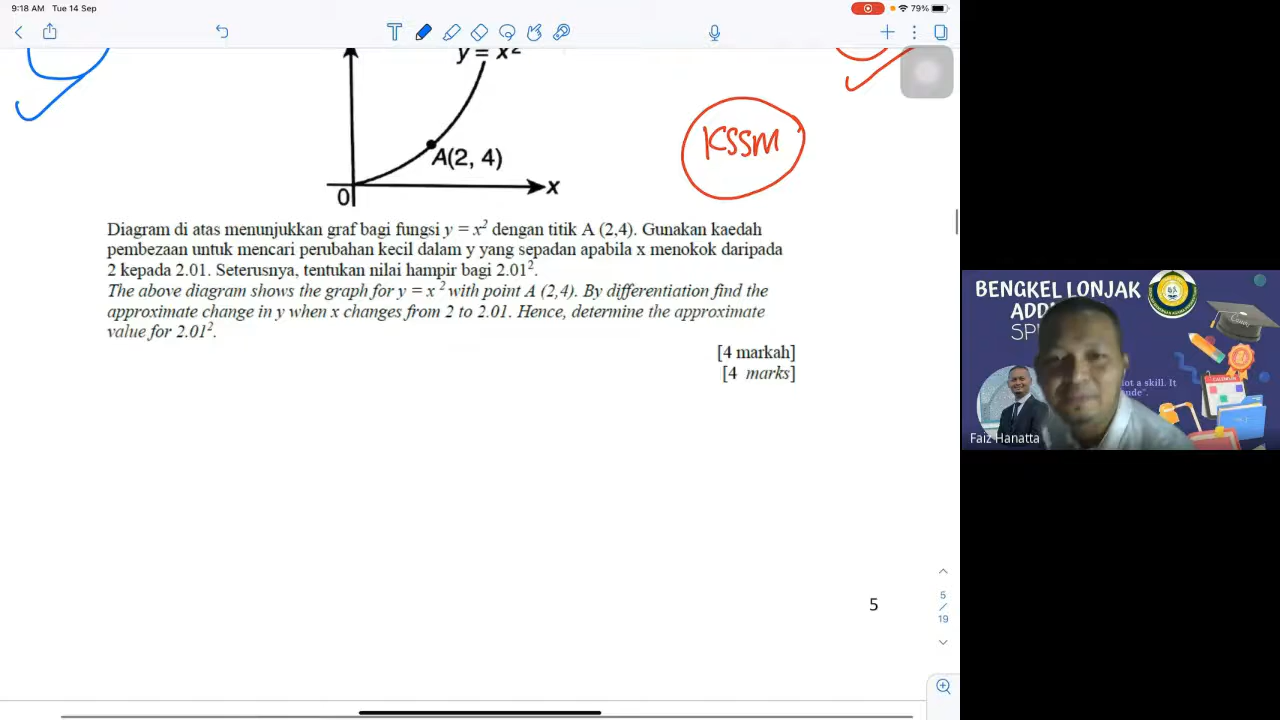 9:18 AM Tue 14 Sep
79%
y = x²
KSSM
A(2, 4)
0
x
Diagram di atas menunjukkan graf bagi fungsi y = x² dengan titik A (2,4). Gunakan kaedah
pembezaan untuk mencari perubahan kecil dalam y yang sepadan apabila x menokok daripada
2 kepada 2.01. Seterusnya, tentukan nilai hampir bagi 2.01².
The above diagram shows the graph for y = x² with point A (2,4). By differentiation find the
approximate change in y when x changes from 2 to 2.01. Hence, determine the approximate
value for 2.01².
[4 markah]
[4 marks]
5
/
19
5
BENGKEL LONJAK
ADD
SP
ot a skill. It
ude".
CALENDAR
Faiz Hanatta